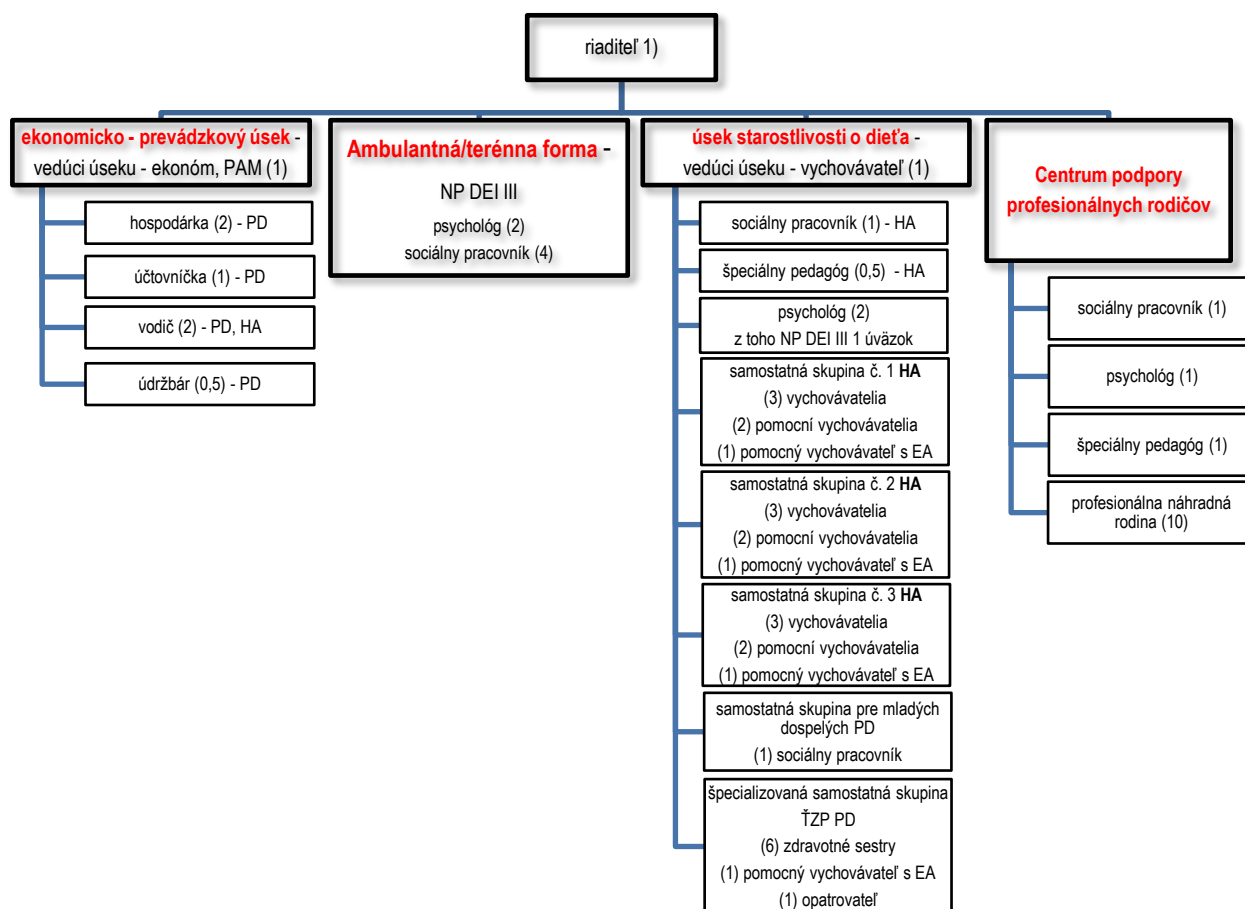 riaditeľ 1)
ekonomicko - prevádzkový úsek -
vedúci úseku - ekonóm, PAM (1)
hospodárka (2) - PD
účtovníčka (1) - PD
vodič (2) - PD, HA
údržbár (0,5) - PD
Ambulantná/terénna forma -
NP DEI III
psychológ (2)
sociálny pracovník (4)
úsek starostlivosti o dieťa -
vedúci úseku - vychovávateľ (1)
sociálny pracovník (1) - HA
špeciálny pedagóg (0,5) - HA
psychológ (2)
z toho NP DEI III 1 úväzok
samostatná skupina č. 1 HA
(3) vychovávatelia
(2) pomocní vychovávatelia
(1) pomocný vychovávateľ s EA
samostatná skupina č. 2 HA
(3) vychovávatelia
(2) pomocní vychovávatelia
(1) pomocný vychovávateľ s EA
samostatná skupina č. 3 HA
(3) vychovávatelia
(2) pomocní vychovávatelia
(1) pomocný vychovávateľ s EA
samostatná skupina pre mladých
dospelých PD
(1) sociálny pracovník
špecializovaná samostatná skupina
ŤZP PD
(6) zdravotné sestry
(1) pomocný vychovávateľ s EA
(1) opatrovateľ
Centrum podpory
profesionálnych rodičov
sociálny pracovník (1)
psychológ (1)
špeciálny pedagóg (1)
profesionálna náhradná
rodina (10)